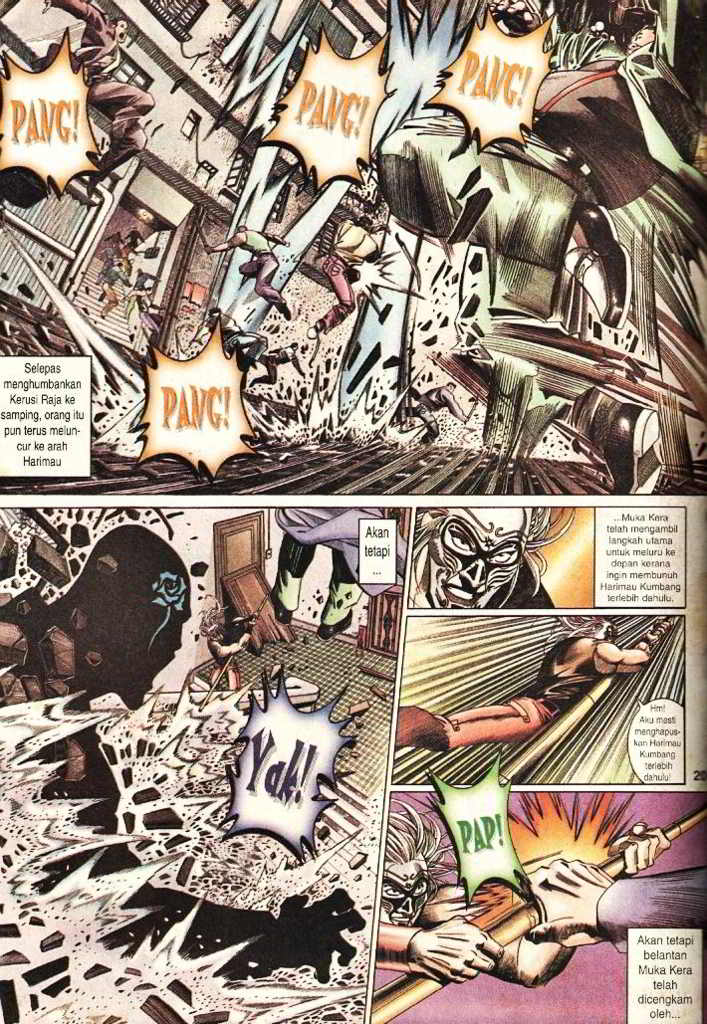 PANG!
PANG!
PANG!
PANG!
Selepas
menghumbankan
Kerusi Raja ke
samping, orang itu
pun terus melun-
cur ke arah
Harimau
Akan
tetapi
...
Yak!
...Muka Kera
telah mengambil
langkah utama
untuk meluru ke
depan kerana
ingin membunuh
Harimau Kumbang
terlebih dahulu.
Hm!
Aku mesti
menghapus-
kan Harimau
Kumbang
terlebih
dahulu!
20
PAP!
Akan tetapi
belantan
Muka Kera
telah
dicengkam
oleh...